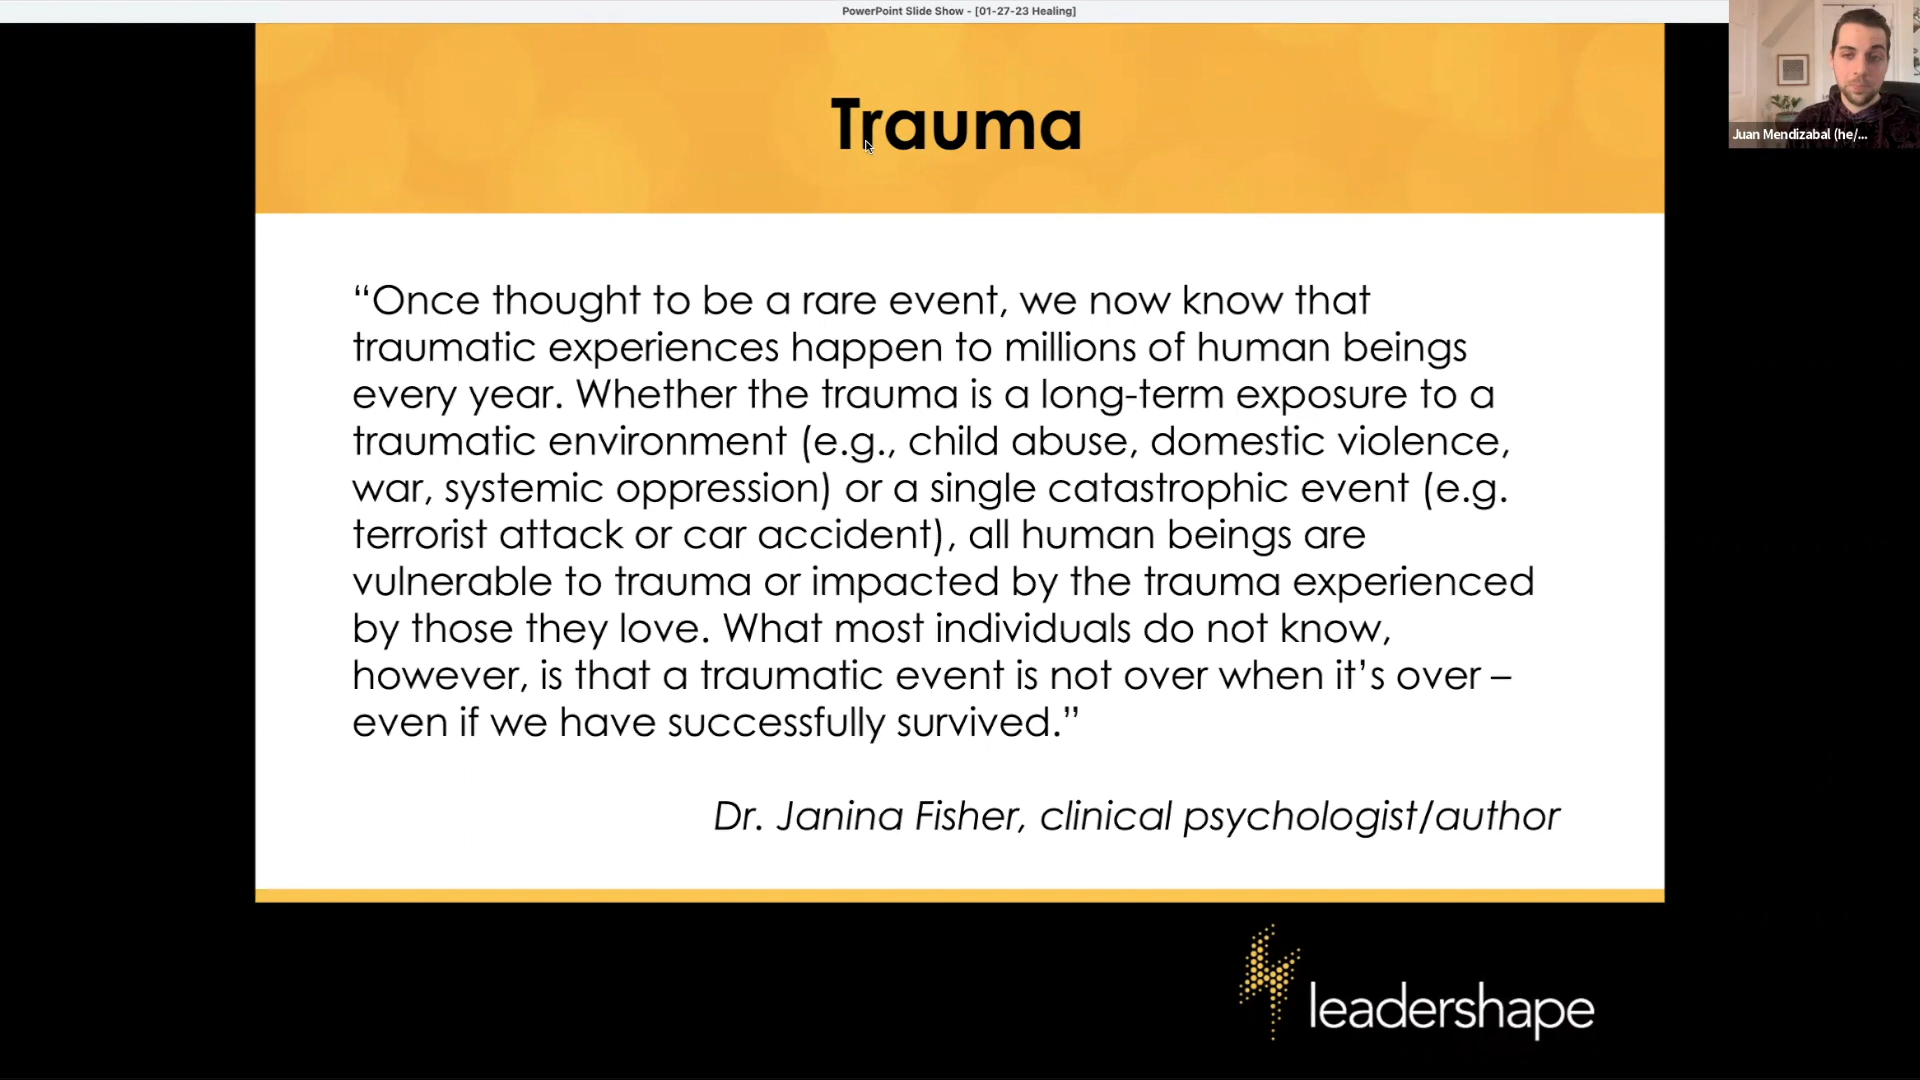 PowerPoint Slide Show - [01-27-23 Healing]
Juan Mendizabal (he/...
Trauma
“Once thought to be a rare event, we now know that
traumatic experiences happen to millions of human beings
every year. Whether the trauma is a long-term exposure to a
traumatic environment (e.g., child abuse, domestic violence,
war, systemic oppression) or a single catastrophic event (e.g.
terrorist attack or car accident), all human beings are
vulnerable to trauma or impacted by the trauma experienced
by those they love. What most individuals do not know,
however, is that a traumatic event is not over when it’s over –
even if we have successfully survived.”
Dr. Janina Fisher, clinical psychologist/author
leadershape